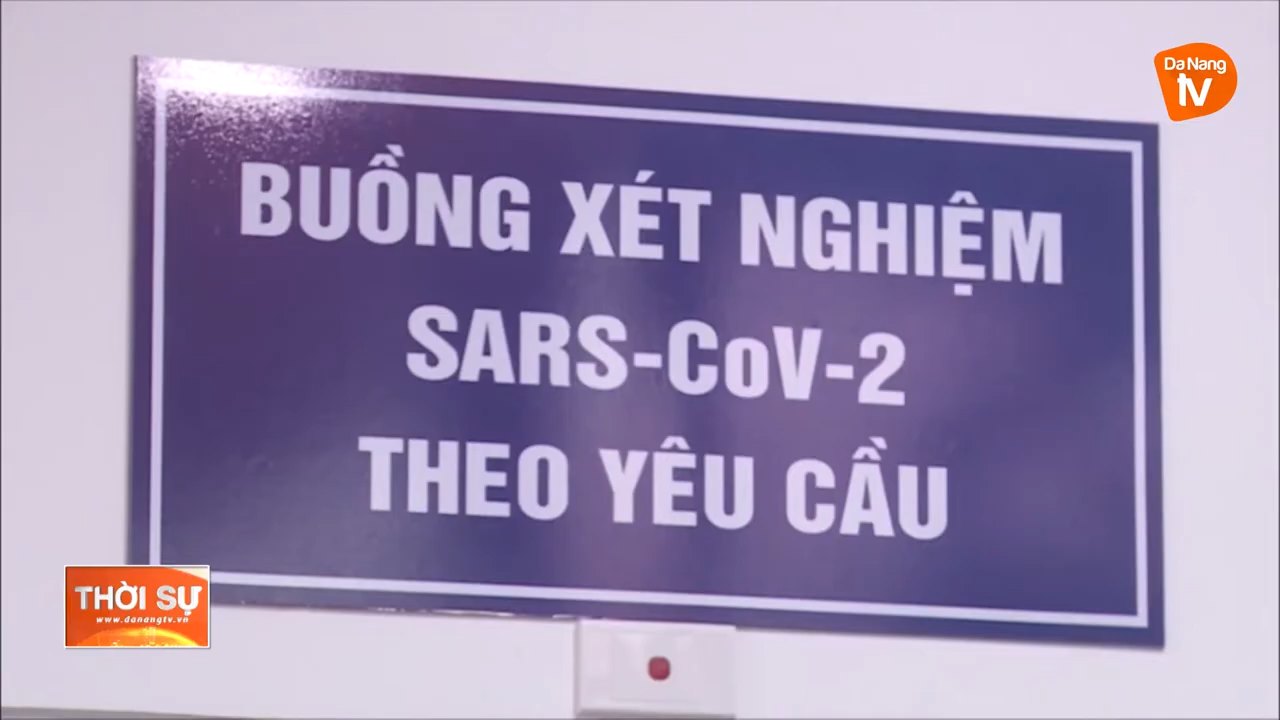 Da Nang
tv
BUỒNG XÉT NGHIỆM
SARS-CoV-2
THEO YÊU CẦU
THỜI SỰ
www.danangtv.vn